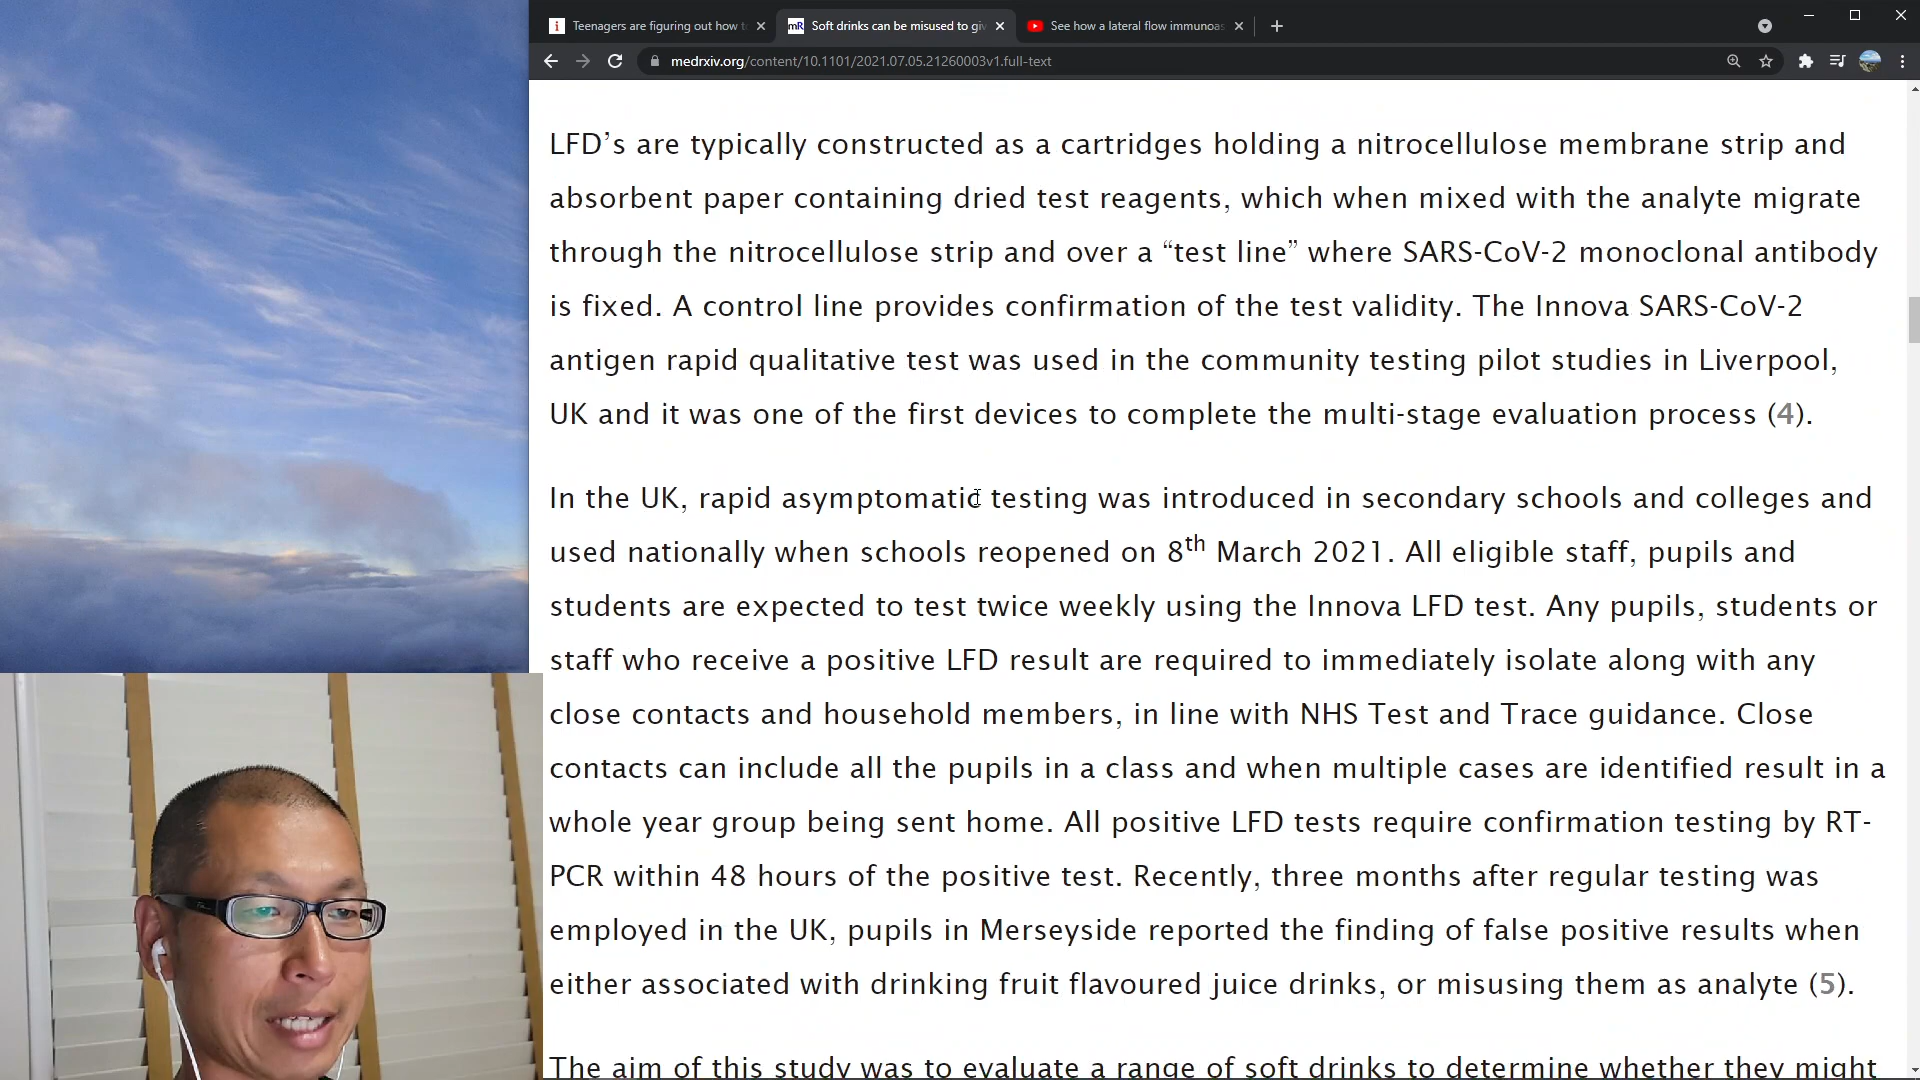 Teenagers are figuring out how to
Soft drinks can be misused to giv
See how a lateral flow immunoas
medrxiv.org/content/10.1101/2021.07.05.21260003v1.full-text
LFD’s are typically constructed as a cartridges holding a nitrocellulose membrane strip and
absorbent paper containing dried test reagents, which when mixed with the analyte migrate
through the nitrocellulose strip and over a “test line” where SARS-CoV-2 monoclonal antibody
is fixed. A control line provides confirmation of the test validity. The Innova SARS-CoV-2
antigen rapid qualitative test was used in the community testing pilot studies in Liverpool,
UK and it was one of the first devices to complete the multi-stage evaluation process (4).
In the UK, rapid asymptomatic testing was introduced in secondary schools and colleges and
used nationally when schools reopened on 8th March 2021. All eligible staff, pupils and
students are expected to test twice weekly using the Innova LFD test. Any pupils, students or
staff who receive a positive LFD result are required to immediately isolate along with any
close contacts and household members, in line with NHS Test and Trace guidance. Close
contacts can include all the pupils in a class and when multiple cases are identified result in a
whole year group being sent home. All positive LFD tests require confirmation testing by RT-
PCR within 48 hours of the positive test. Recently, three months after regular testing was
employed in the UK, pupils in Merseyside reported the finding of false positive results when
either associated with drinking fruit flavoured juice drinks, or misusing them as analyte (5).
The aim of this study was to evaluate a range of soft drinks to determine whether they might